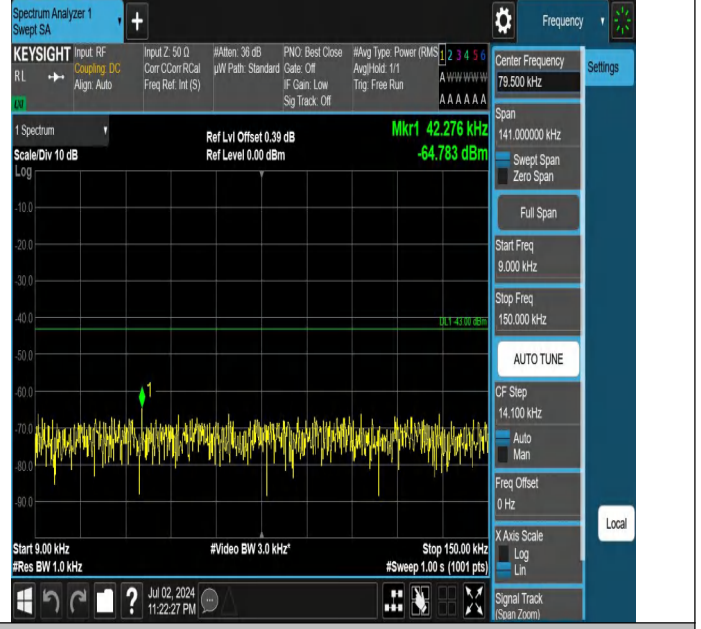 Spectrum Analyzer 1
Swept SA
Frequency
KEYSIGHT
RL
LXI
Input: RF
Coupling: DC
Align: Auto
Input Z: 50 Ω
Corr CCorr RCal
Freq Ref: Int (S)
#Atten: 36 dB
µW Path: Standard
PNO: Best Close
Gate: Off
IF Gain: Low
Sig Track: Off
#Avg Type: Power (RMS
Avg|Hold: 1/1
Trig: Free Run
1 2 3 4 5 6
A W W W W W
A A A A A A
1 Spectrum
Scale/Div 10 dB
Log
Ref Lvl Offset 0.39 dB
Ref Level 0.00 dBm
Mkr1 42.276 kHz
-64.783 dBm
-10.0
-20.0
-30.0
-40.0
DL1 -43.00 dBm
-50.0
-60.0
1
-70.0
-80.0
-90.0
Start 9.00 kHz
#Res BW 1.0 kHz
#Video BW 3.0 kHz*
Stop 150.00 kHz
#Sweep 1.00 s (1001 pts)
?
Jul 02, 2024
11:22:27 PM
Center Frequency
79.500 kHz
Span
141.000000 kHz
Swept Span
Zero Span
Full Span
Start Freq
9.000 kHz
Stop Freq
150.000 kHz
AUTO TUNE
CF Step
14.100 kHz
Auto
Man
Freq Offset
0 Hz
X Axis Scale
Log
Lin
Signal Track
(Span Zoom)
Settings
Local